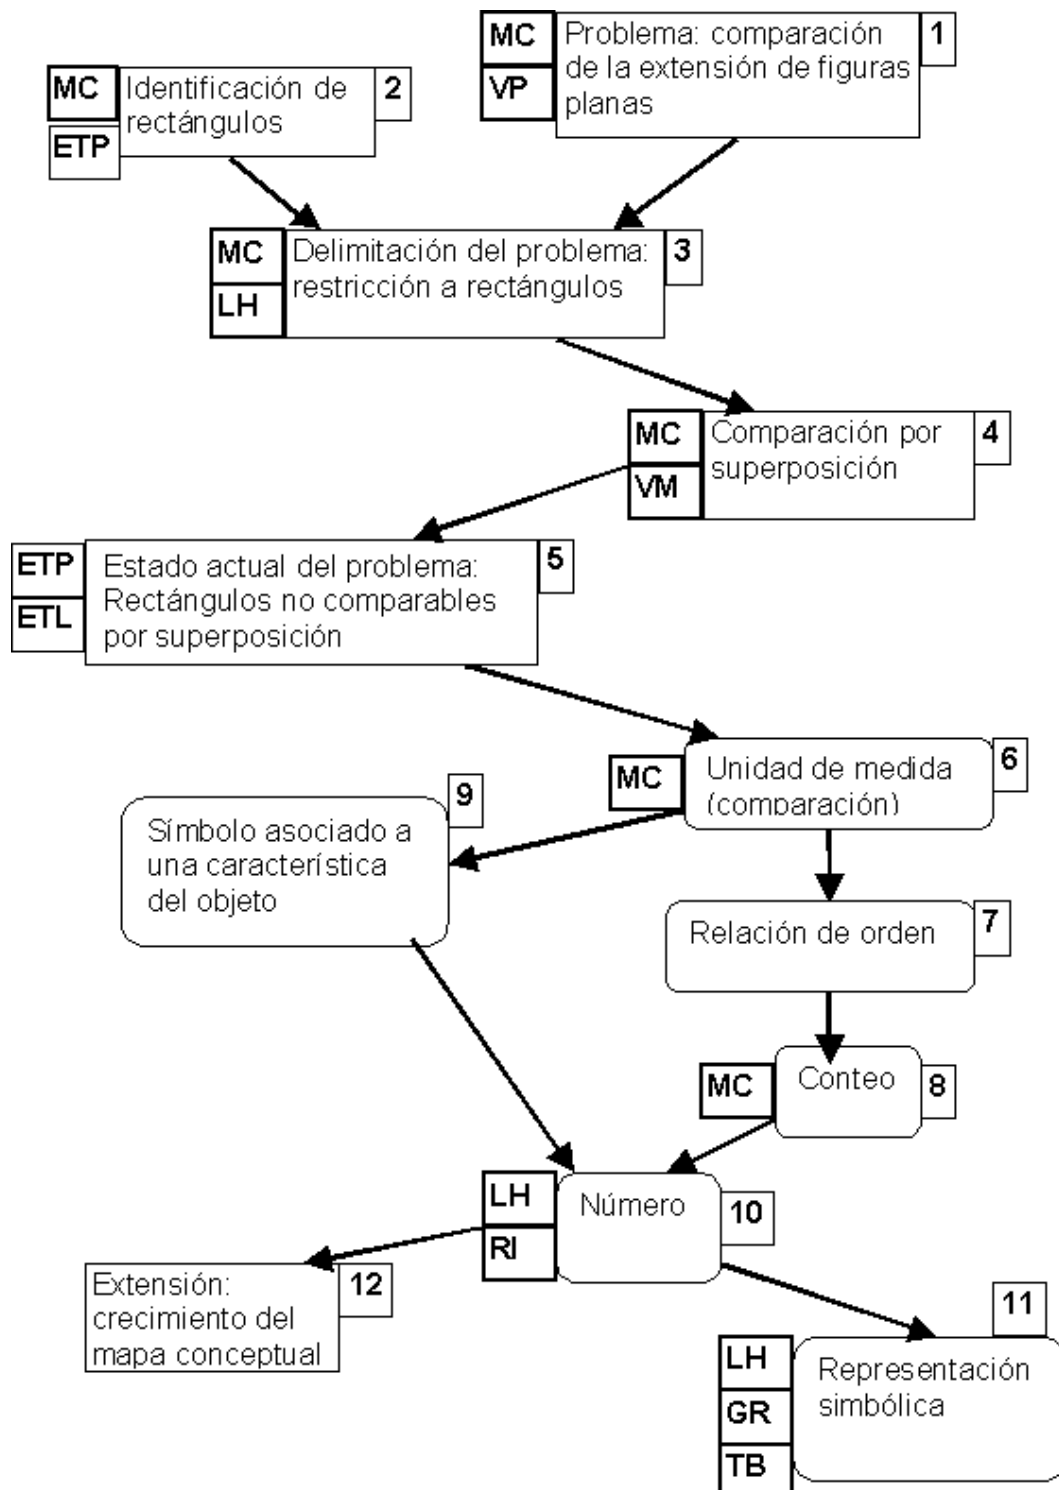 MC
VP
Problema: comparación
de la extensión de figuras
planas
1
MC
ETP
Identificación de
rectángulos
2
MC
LH
Delimitación del problema:
restricción a rectángulos
3
MC
VM
Comparación por
superposición
4
ETP
ETL
Estado actual del problema:
Rectángulos no comparables
por superposición
5
MC
Unidad de medida
(comparación)
6
Símbolo asociado a
una característica
del objeto
9
Relación de orden
7
MC
Conteo
8
LH
RI
Número
10
Extensión:
crecimiento del
mapa conceptual
12
11
LH
GR
TB
Representación
simbólica